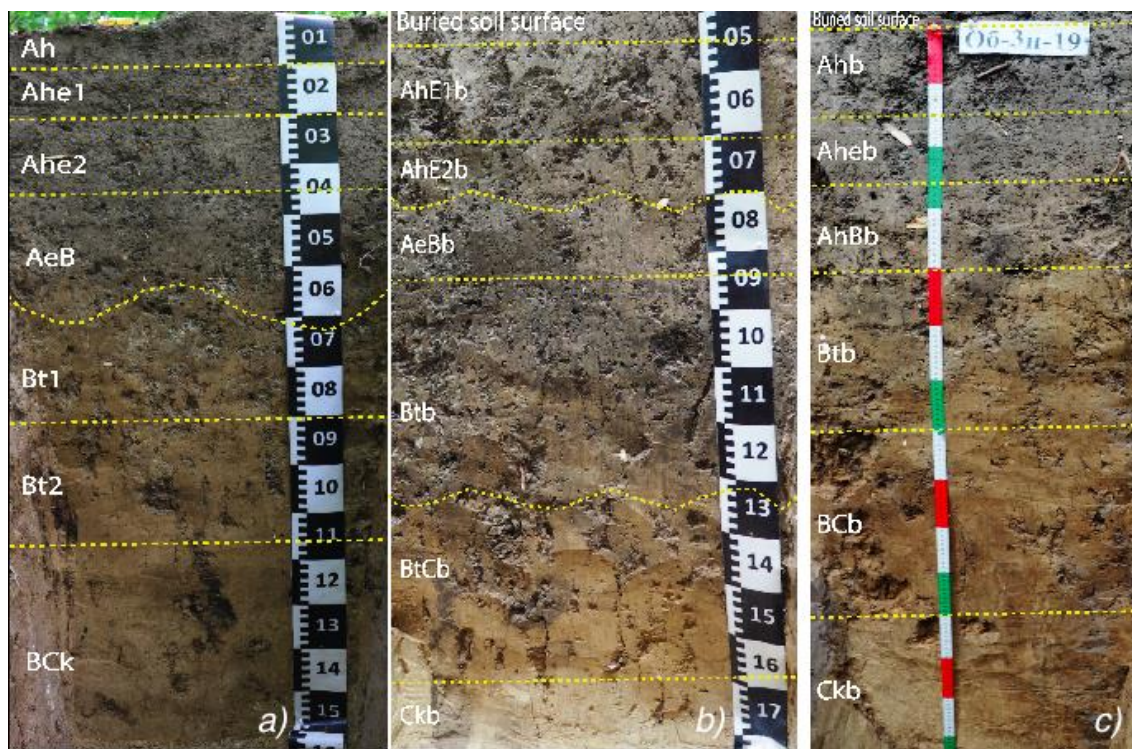 Ah
Ahe1
Ahe2
AeB
Bt1
Bt2
BCk
01
02
03
04
05
06
07
08
09
10
11
12
13
14
15
a)
Buried soil surface
AhE1b
AhE2b
AeBb
Btb
BtCb
Ckb
05
06
07
08
09
10
11
12
13
14
15
16
17
b)
Buried soil surface
Об-3п-19
Ahb
Aheb
AhBb
Btb
BCb
Ckb
c)